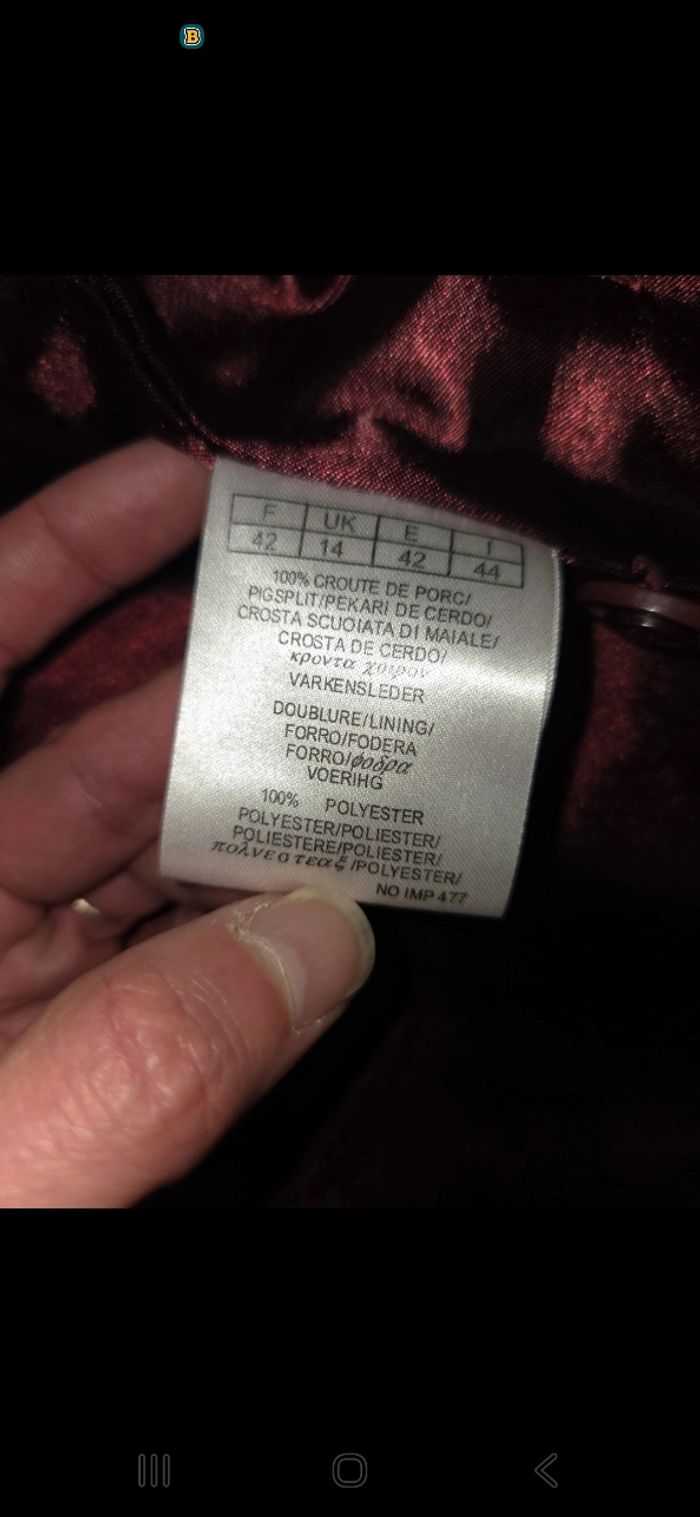 B
F UK E I
42 14 42 44
100% CROUTE DE PORC/
PIGSPLIT/PEKARI DE CERDO/
CROSTA SCUOIATA DI MAIALE/
CROSTA DE CERDO/
κροντα χοιρον
VARKENSLEDER
DOUBLURE/LINING/
FORRO/FODERA
FORRO/φοδρα
VOERIHG
100% POLYESTER
POLYESTER/POLIESTER/
POLIESTERE/POLIESTER/
πολνεστεαξ/POLYESTER/
NO IMP 477